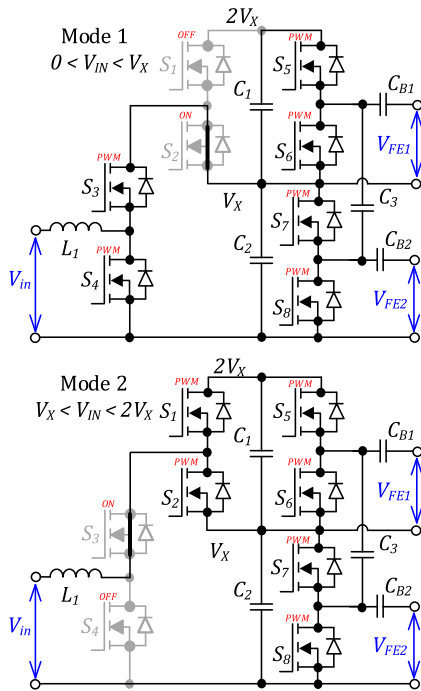 Mode 1
0 < V_IN < V_X
2V_X
OFF
S_1
PWM
S_5
C_1
C_B1
ON
S_2
PWM
S_6
V_FE1
PWM
S_3
V_X
PWM
S_7
C_3
L_1
V_in
PWM
S_4
C_2
C_B2
PWM
S_8
V_FE2
Mode 2
V_X < V_IN < 2V_X
2V_X
PWM
S_1
PWM
S_5
C_1
C_B1
PWM
S_2
PWM
S_6
V_FE1
ON
S_3
V_X
PWM
S_7
C_3
L_1
V_in
OFF
S_4
C_2
C_B2
PWM
S_8
V_FE2